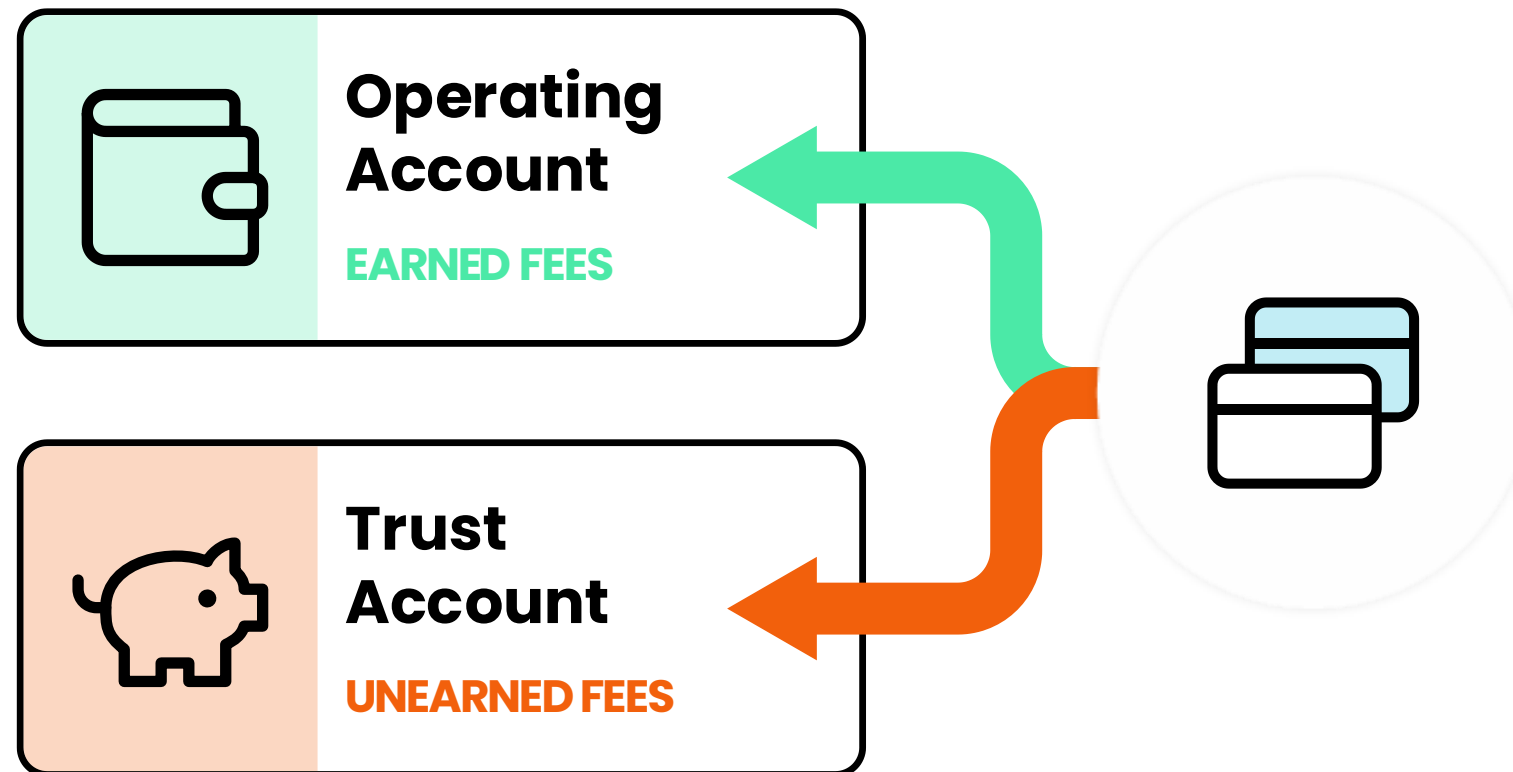 Operating
Account
EARNED FEES
Trust
Account
UNEARNED FEES